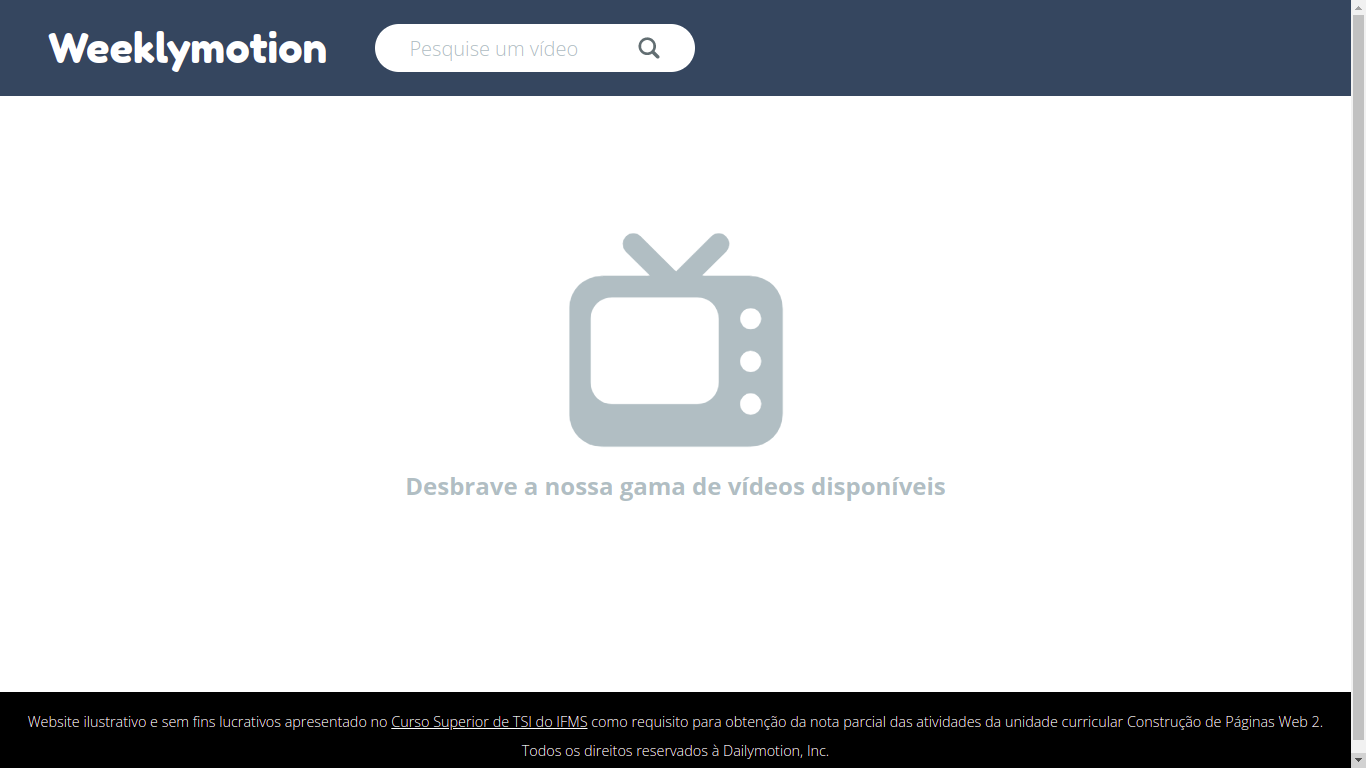 Weeklymotion
Pesquise um vídeo
Desbrave a nossa gama de vídeos disponíveis
Website ilustrativo e sem fins lucrativos apresentado no Curso Superior de TSI do IFMS como requisito para obtenção da nota parcial das atividades da unidade curricular Construção de Páginas Web 2.
Todos os direitos reservados à Dailymotion, Inc.